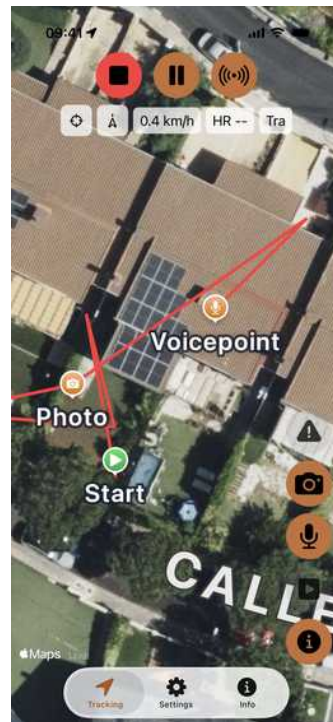 09:41
0.4 km/h HR -- Tra
Voicepoint
Photo
Start
CALLE
Maps
Tracking Settings Info